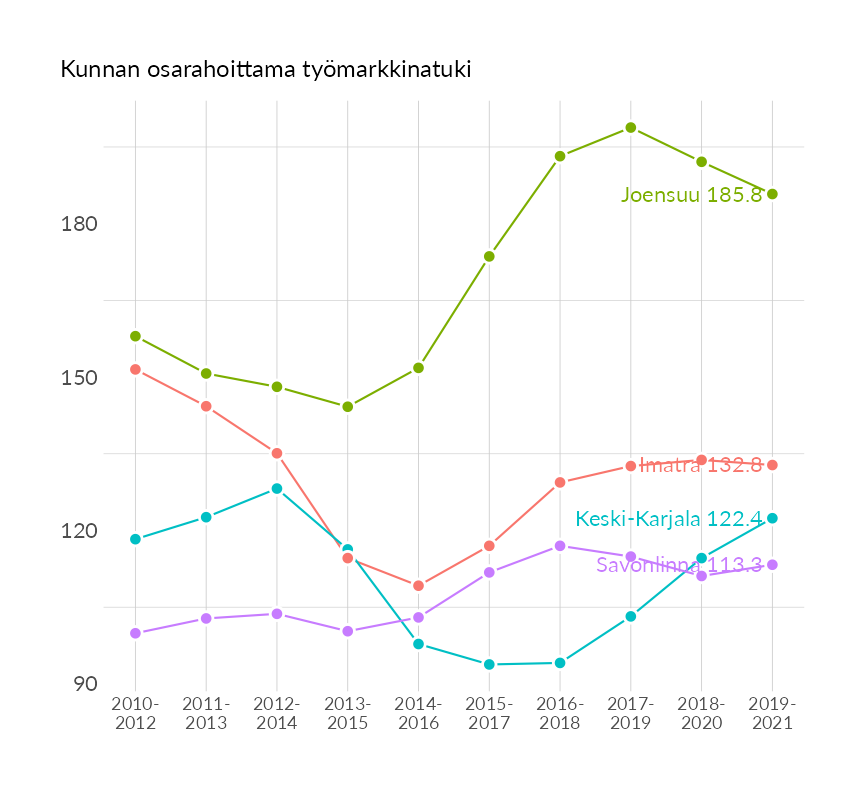 Kunnan osarahoittama työmarkkinatuki
180
150
120
90
Joensuu 185.8
Imatra 132.8
Keski-Karjala 122.4
Savonlinna 113.3
2010- 2011- 2012- 2013- 2014- 2015- 2016- 2017- 2018- 2019-
2012 2013 2014 2015 2016 2017 2018 2019 2020 2021